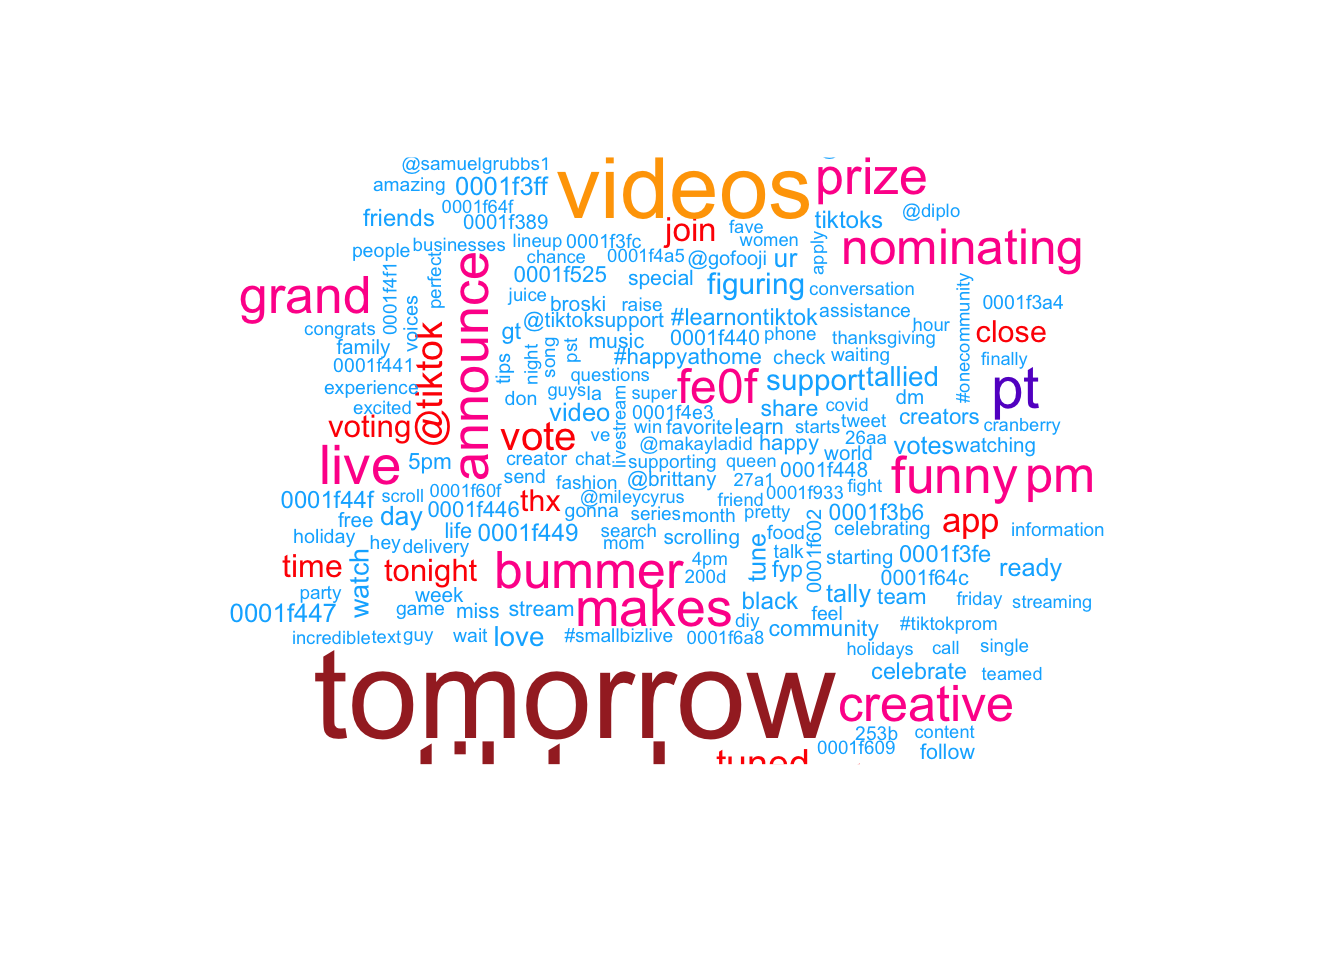 @samuelgrubbs1
videos
prize
amazing
0001f3ff
0001f64f
friends
0001f389
join
fave
tiktoks
@diplo
people
businesses
lineup
0001f3fc
women
apply
nominating
chance
0001f4a5
@gofooji
ur
grand
0001f4f1
perfect
announce
0001f525
special
figuring
conversation
#onecommunity
0001f3a4
juice
broski
raise
congrats
voices
@tiktok
gt
@tiktoksupport
#learnontiktok
assistance
hour
close
family
tips
night
song
pst
music
0001f440
phone
thanksgiving
0001f441
#happyathome
check
waiting
finally
experience
questions
fe0f
support
tallied
pt
excited
don
guys
la
super
dm
voting
vote
video
0001f4e3
share
covid
creators
cranberry
ve
livestream
win
favorite
learn
starts
tweet
live
5pm
creator
chat
@makayladid
happy
26aa
votes
watching
supporting
queen
0001f448
world
funny
pm
send
fashion
@brittany
27a1
fight
0001f44f
scroll
0001f60f
thx
@mileycyrus
friend
0001f933
free
day
0001f446
gonna
series
month
pretty
0001f602
0001f3b6
app
information
holiday
hey
life
0001f449
search
scrolling
food
celebrating
delivery
mom
tune
talk
time
watch
tonight
bummer
4pm
200d
fyp
starting
0001f3fe
ready
0001f64c
party
week
makes
black
tally
team
friday
streaming
0001f447
game
miss
stream
diy
feel
incredible
text
guy
wait
love
#smallbizlive
0001f6a8
community
#tiktokprom
holidays
call
single
tomorrow
celebrate
teamed
creative
253b
content
tuned
0001f609
follow